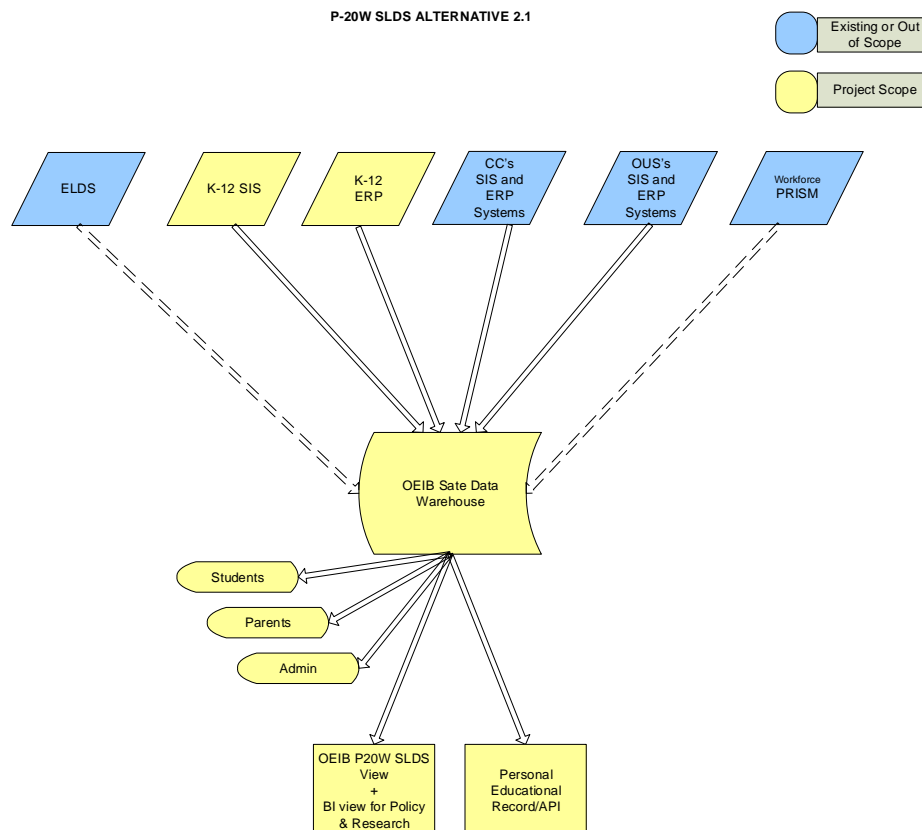 P-20W SLDS ALTERNATIVE 2.1
Existing or Out
of Scope
Project Scope
ELDS
K-12 SIS
K-12
ERP
CC's
SIS and
ERP
Systems
OUS's
SIS and
ERP
Systems
Workforce
PRISM
OEIB Sate Data
Warehouse
Students
Parents
Admin
OEIB P20W SLDS
View
+
BI view for Policy
& Research
Personal
Educational
Record/API